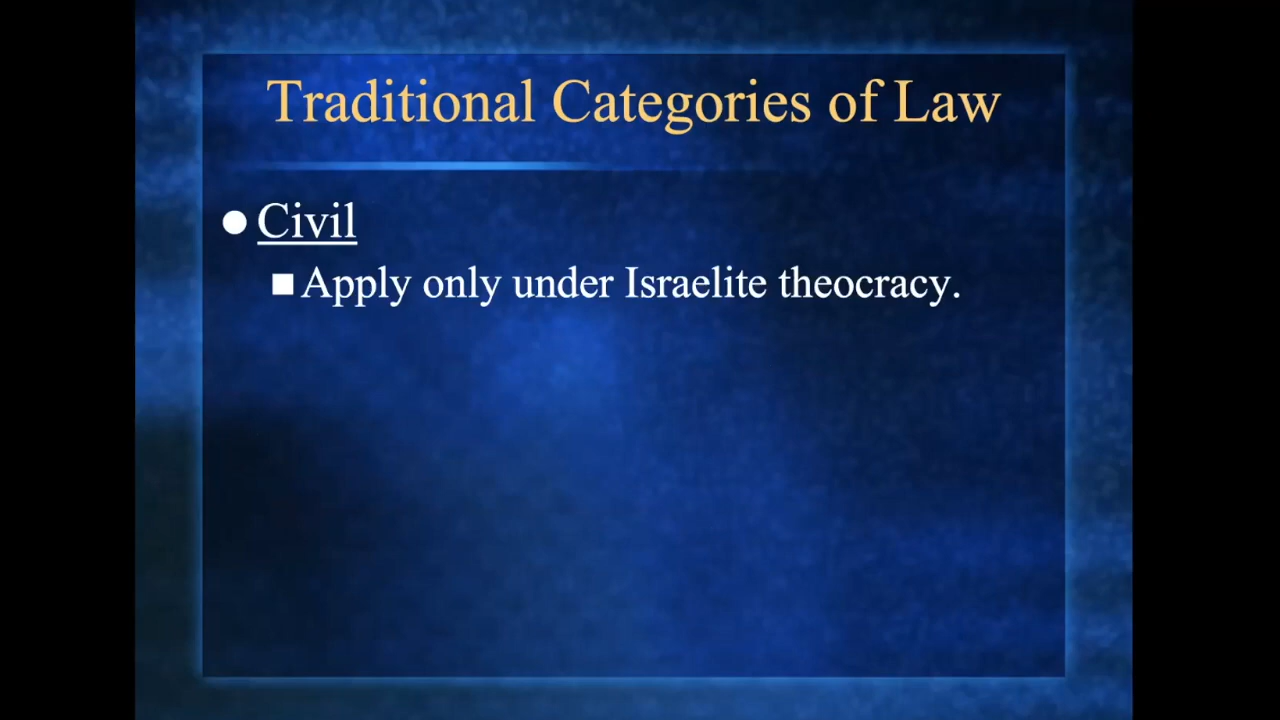 Traditional Categories of Law
Civil
Apply only under Israelite theocracy.